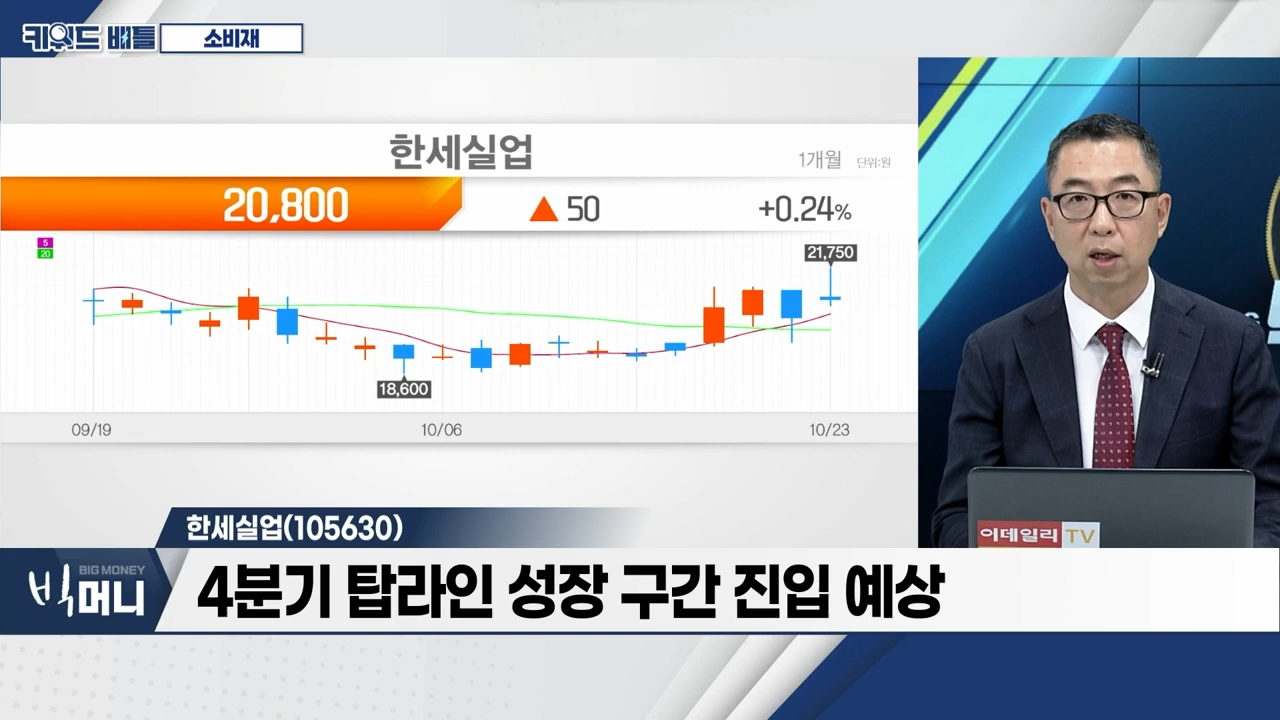 키워드 배틀
소비재
한세실업
1개월 단위:원
20,800 ▲ 50 +0.24%
5
20
21,750
18,600
09/19 10/06 10/23
이데일리 TV
한세실업(105630)
BIG MONEY
빅머니
4분기 탑라인 성장 구간 진입 예상